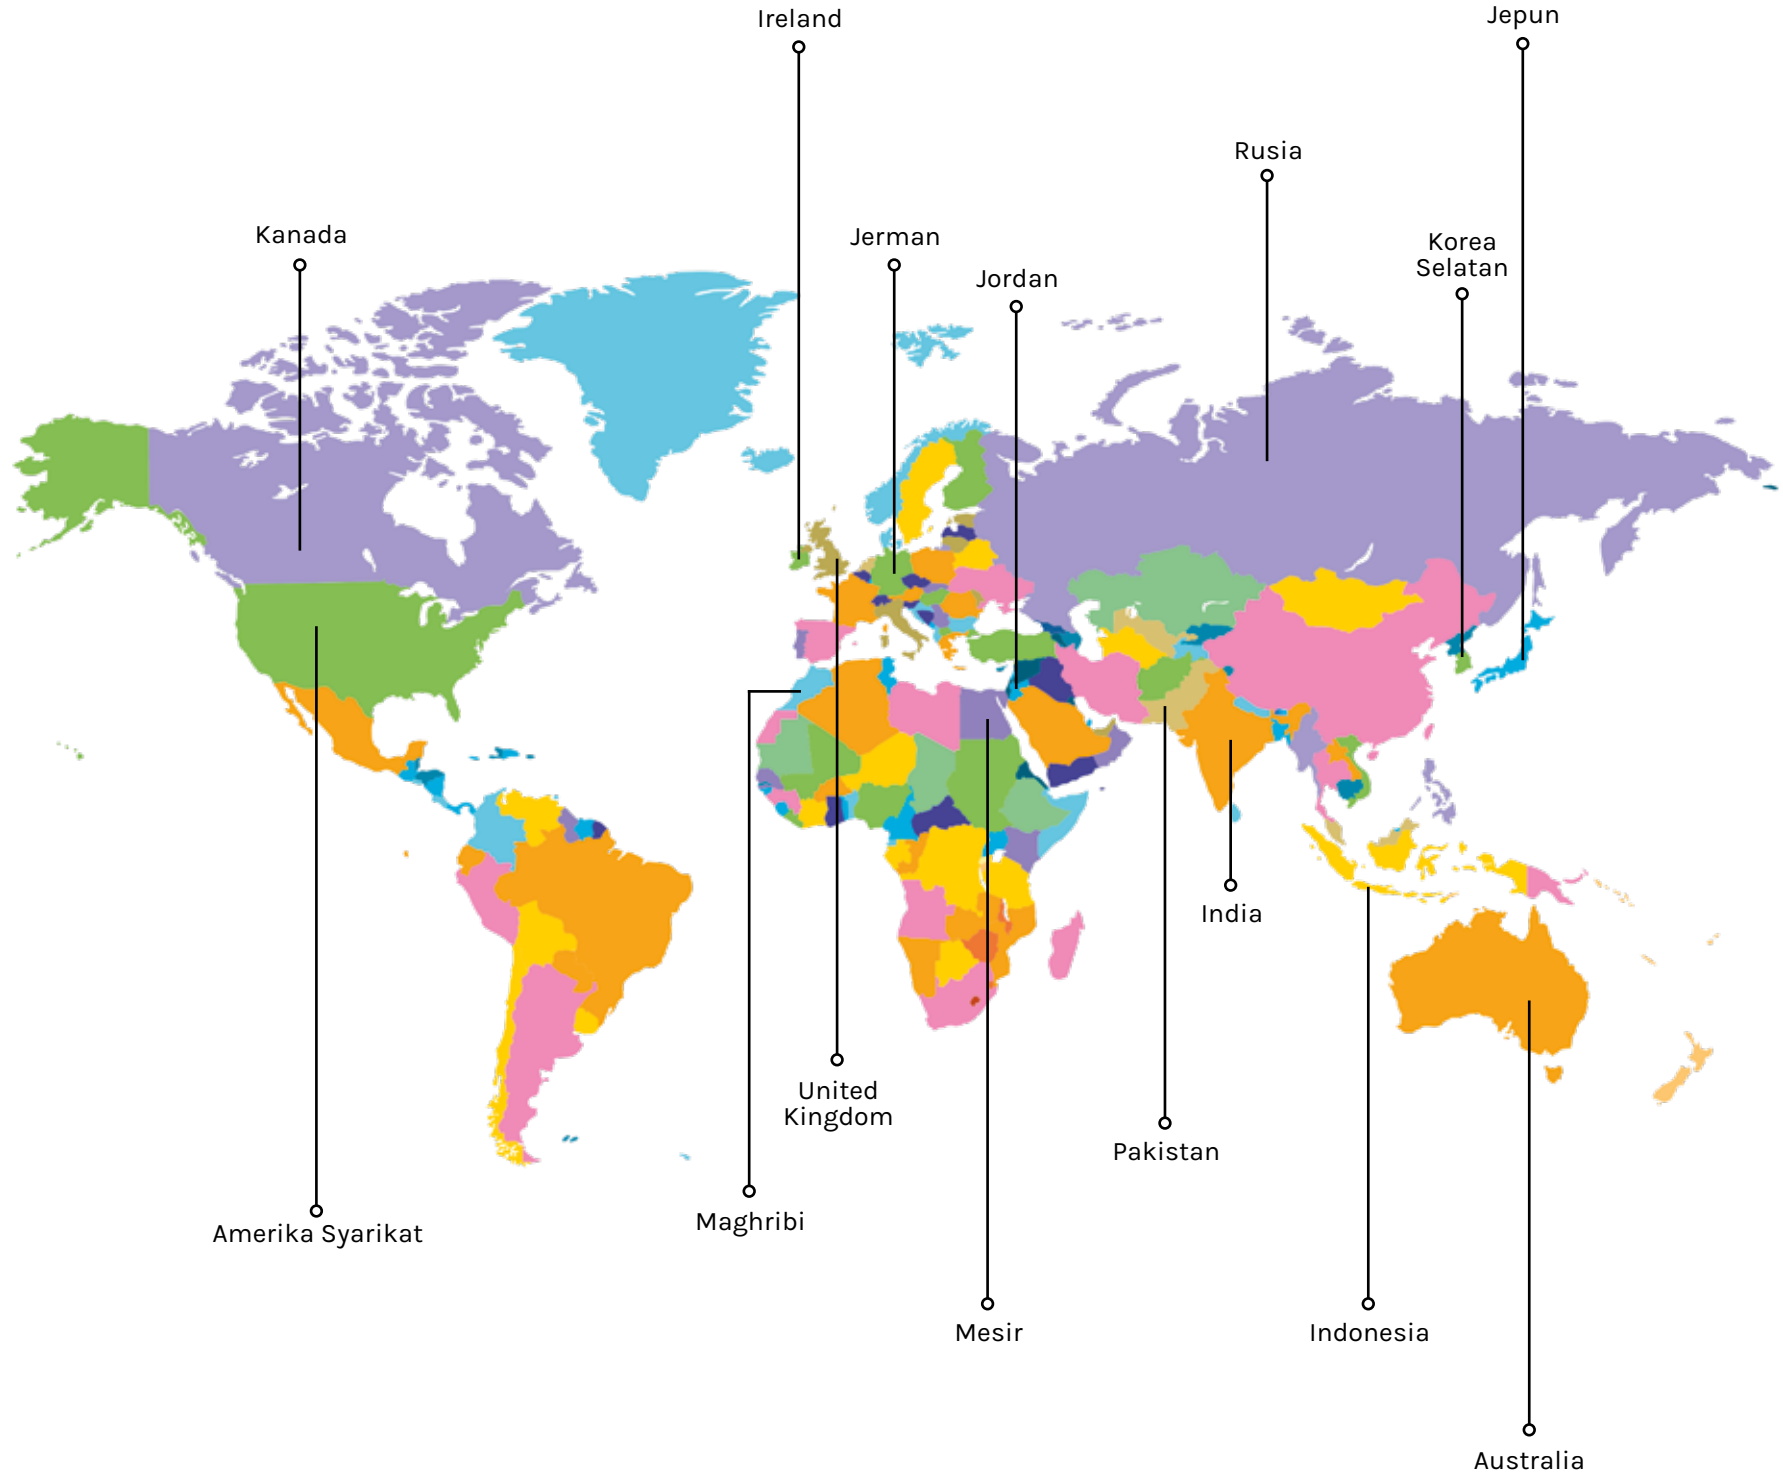 Ireland
Jepun
Rusia
Kanada
Jerman
Korea
Selatan
Jordan
India
United
Kingdom
Pakistan
Maghribi
Amerika Syarikat
Mesir
Indonesia
Australia